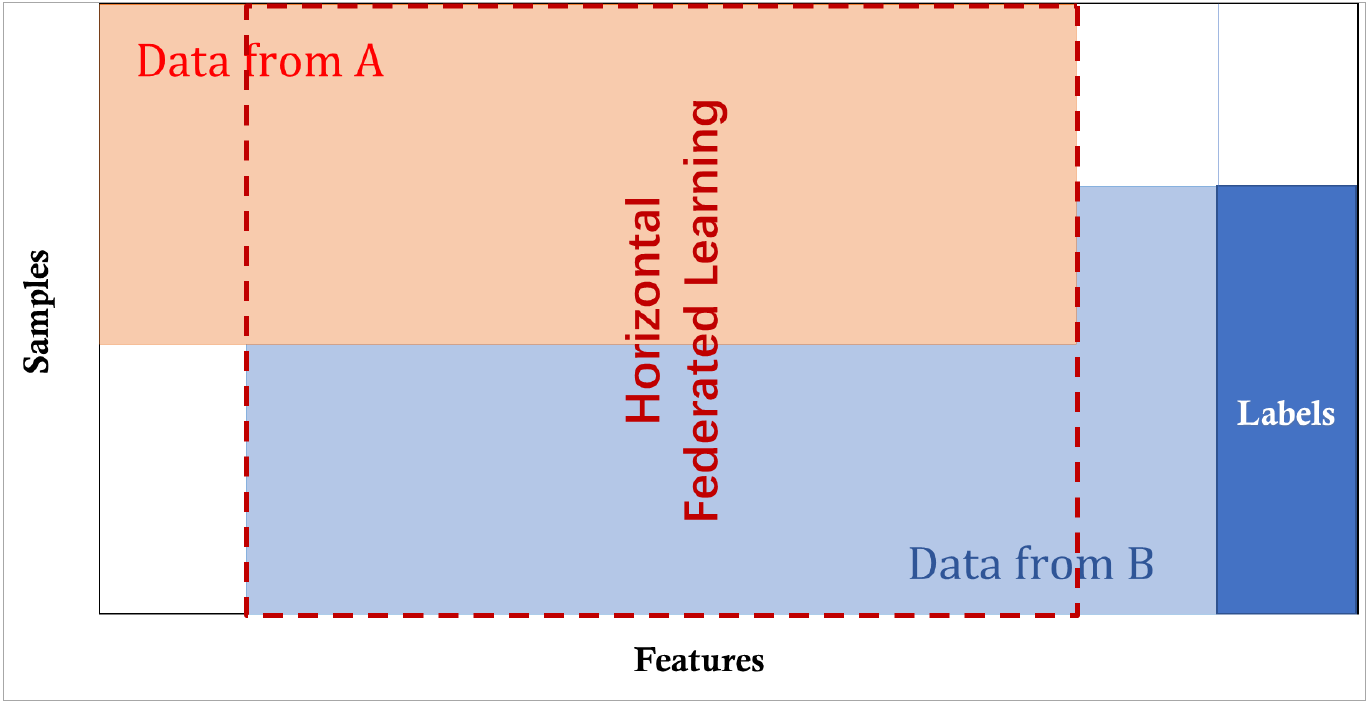 Data from A
Horizontal
Federated Learning
Samples
Labels
Data from B
Features